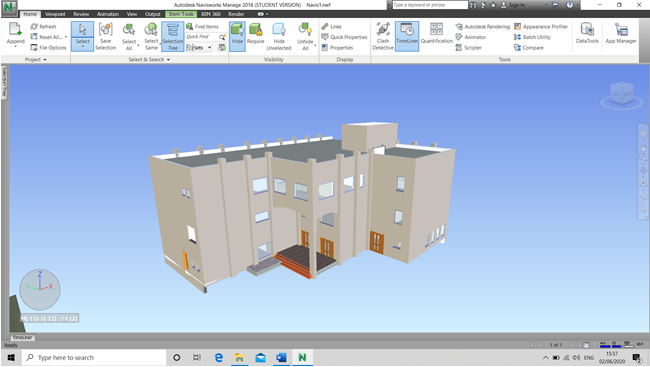 Autodesk Navisworks Manage 2018 (STUDENT VERSION) Navis1.nwf
Type a keyword or phrase
Sign In
Home Viewpoint Review Animation View Output Item Tools BIM 360 Render
Append
Refresh
Reset All...
File Options
Project
Select
Save Selection
Select All
Select Same
Selection Tree
Find Items
Quick Find
Sets
Select & Search
Hide
Require
Hide Unselected
Unhide All
Visibility
Links
Quick Properties
Properties
Display
Clash Detective
TimeLiner
Quantification
Autodesk Rendering
Animator
Scripter
Appearance Profiler
Batch Utility
Compare
Tools
DataTools
App Manager
Selection Tree
Z
X
TimeLiner
1 of 1
Type here to search
ENG
15:37
02/06/2020